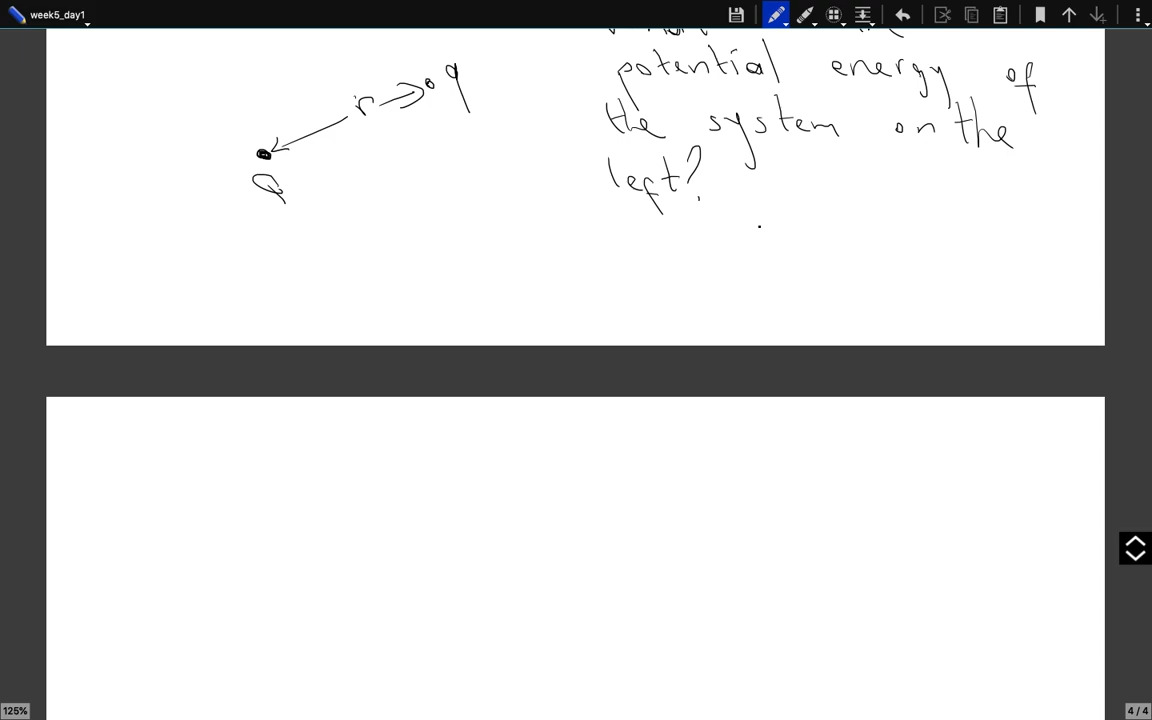 week5_day1
r
q
Q
potential energy of
the system on the
left?
125%
4 / 4